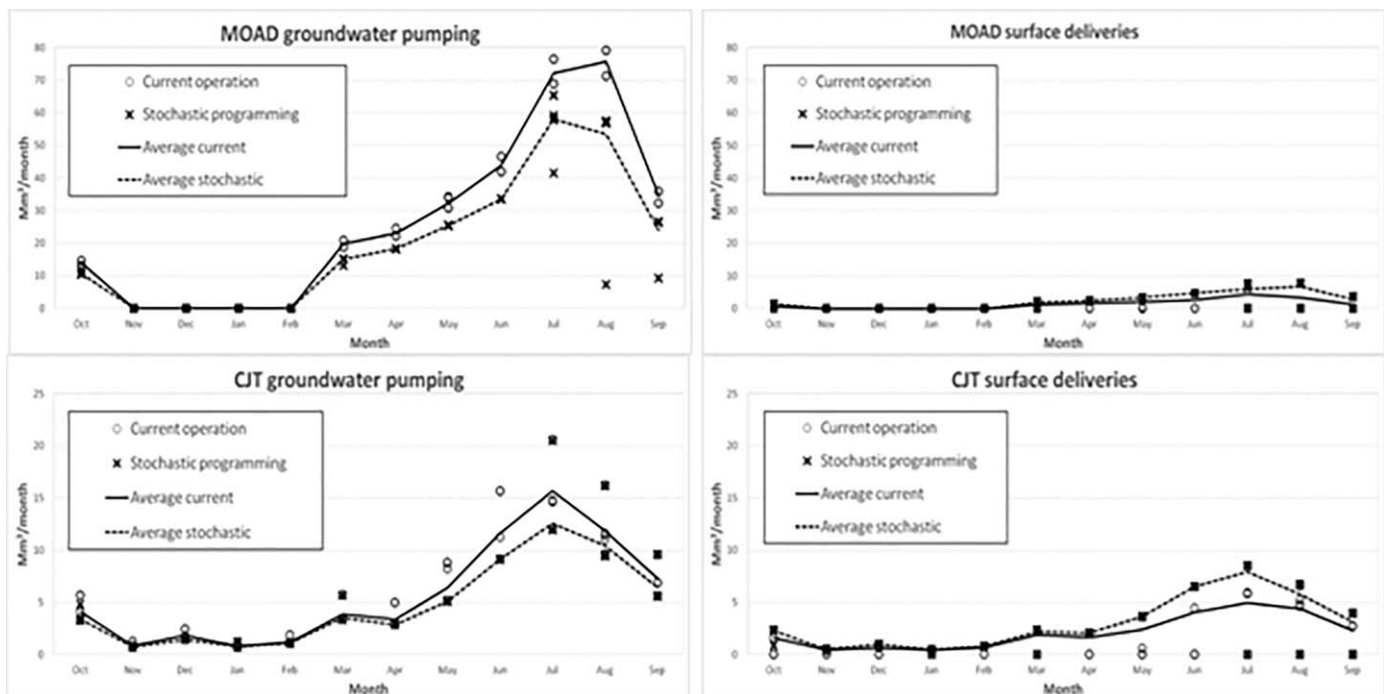 MOAD groundwater pumping
80
70
60
50
40
30
20
10
0
Mm³/month
Current operation
Stochastic programming
Average current
Average stochastic
Oct Nov Dec Jan Feb Mar Apr May Jun Jul Aug Sep
Month
MOAD surface deliveries
80
70
60
50
40
30
20
10
0
Mm³/month
Current operation
Stochastic programming
Average current
Average stochastic
Oct Nov Dec Jan Feb Mar Apr May Jun Jul Aug Sep
Month
CJT groundwater pumping
25
20
15
10
5
0
Mm³/month
Current operation
Stochastic programming
Average current
Average stochastic
Oct Nov Dec Jan Feb Mar Apr May Jun Jul Aug Sep
Month
CJT surface deliveries
25
20
15
10
5
0
Mm³/month
Current operation
Stochastic programming
Average current
Average stochastic
Oct Nov Dec Jan Feb Mar Apr May Jun Jul Aug Sep
Month